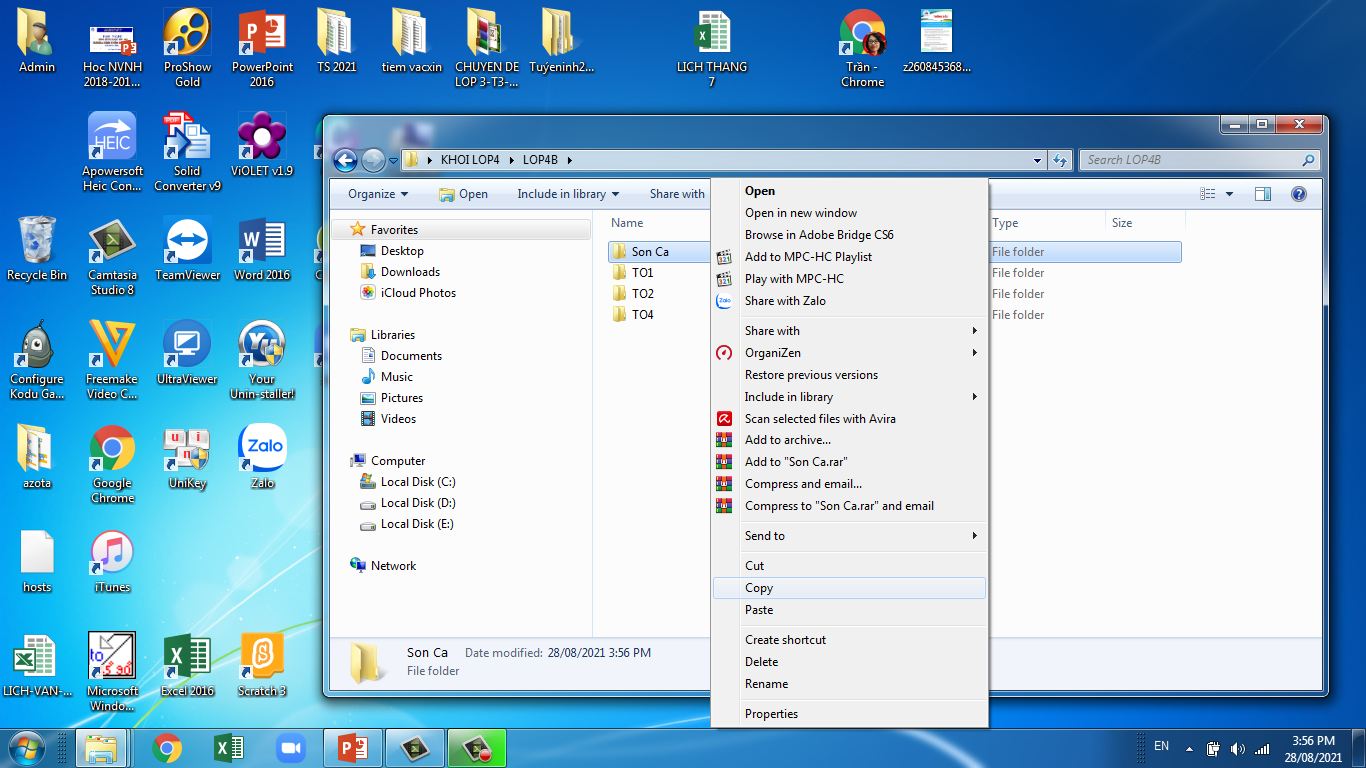 Admin
Hoc NVNH
2018-201...
ProShow
Gold
PowerPoint
2016
TS 2021
tiem vacxin
CHUYEN DE
LOP 3-T3-...
Tuýeninh2...
LICH THANG
7
Trần -
Chrome
z260845368...
HEIC
Apowersoft
Heic Con...
PDF
Solid
Converter v9
ViOLET v1.9
Recycle Bin
Camtasia
Studio 8
TeamViewer
Word 2016
Configure
Kodu Ga...
Freemake
Video C...
UltraViewer
Your
Unin-staller!
azota
Google
Chrome
UniKey
Zalo
Zalo
hosts
iTunes
LICH-VAN-...
Microsoft
Windo...
Excel 2016
Scratch 3
KHOI LOP4
LOP4B
Search LOP4B
Organize
Open
Include in library
Share with
Favorites
Desktop
Downloads
iCloud Photos
Libraries
Documents
Music
Pictures
Videos
Computer
Local Disk (C:)
Local Disk (D:)
Local Disk (E:)
Network
Name
Type
Size
Son Ca
File folder
TO1
File folder
TO2
File folder
TO4
File folder
Open
Open in new window
Browse in Adobe Bridge CS6
Add to MPC-HC Playlist
Play with MPC-HC
Share with Zalo
Share with
OrganiZen
Restore previous versions
Include in library
Scan selected files with Avira
Add to archive...
Add to "Son Ca.rar"
Compress and email...
Compress to "Son Ca.rar" and email
Send to
Cut
Copy
Paste
Create shortcut
Delete
Rename
Properties
Son Ca
Date modified: 28/08/2021 3:56 PM
File folder
EN
3:56 PM
28/08/2021